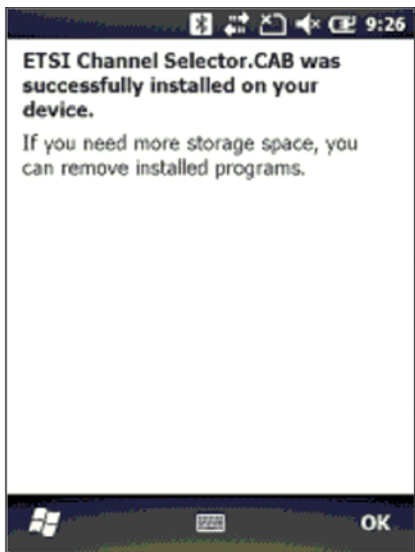 9:26
ETSI Channel Selector.CAB was
successfully installed on your
device.
If you need more storage space, you
can remove installed programs.
OK